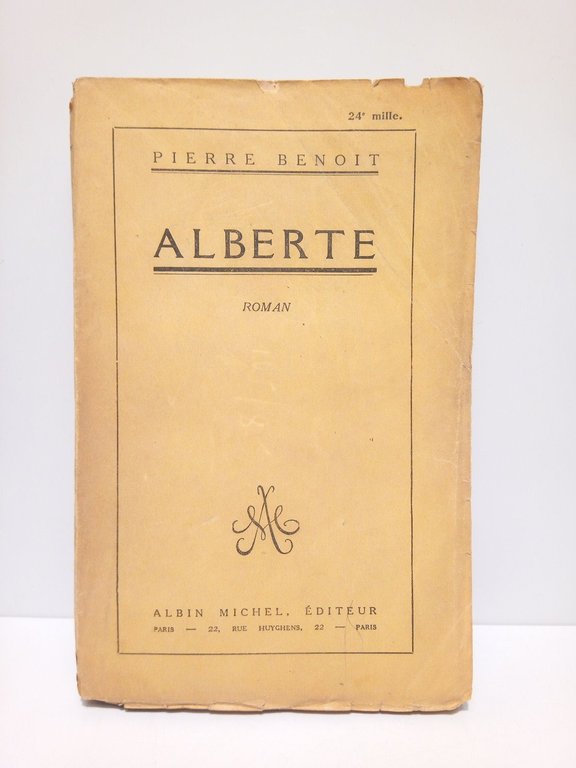 24e mille.
PIERRE BENOIT
ALBERTE
ROMAN
AM
ALBIN MICHEL, ÉDITEUR
PARIS — 22, RUE HUYGHENS, 22 — PARIS